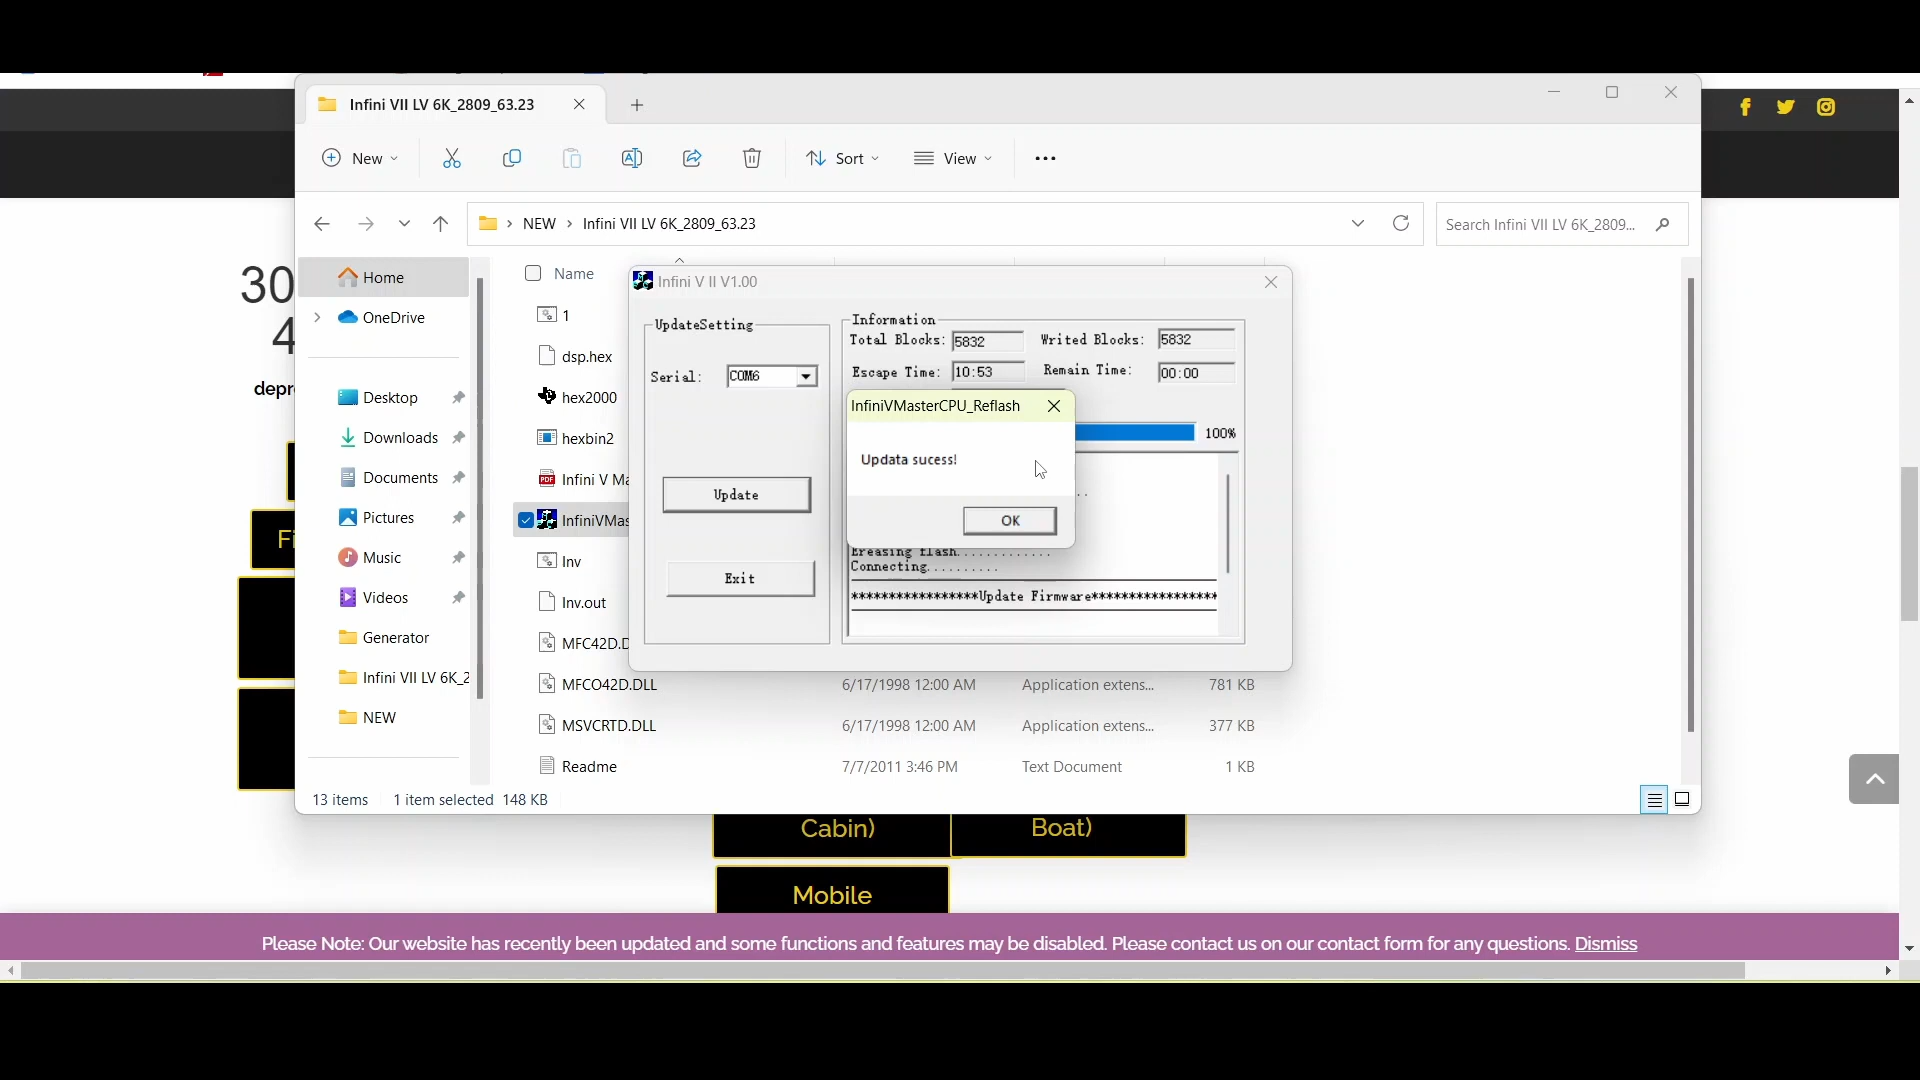 Infini VII LV 6K_2809_63.23
New
Sort
View
NEW
Infini VII LV 6K_2809_63.23
Search Infini VII LV 6K_2809...
30
4
Home
OneDrive
Desktop
Downloads
Documents
Pictures
Music
Videos
Generator
Infini VII LV 6K_2
NEW
Name
1
dsp.hex
hex2000
hexbin2
Infini V Ma
InfiniVMas
Inv
Inv.out
MFC42D.D
MFCO42D.DLL 6/17/1998 12:00 AM Application extens... 781 KB
MSVCRTD.DLL 6/17/1998 12:00 AM Application extens... 377 KB
Readme 7/7/2011 3:46 PM Text Document 1 KB
Infini V II V1.00
UpdateSetting
Serial: COM6
Update
Exit
Information
Total Blocks: 5832 Writed Blocks: 5832
Escape Time: 10:53 Remain Time: 00:00
100%
InfiniVMasterCPU_Reflash
Updata sucess!
OK
Ereasing flash.............
Connecting..........
*****************Update Firmware*****************
13 items 1 item selected 148 KB
depr
Fi
Cabin)
Boat)
Mobile
Please Note: Our website has recently been updated and some functions and features may be disabled. Please contact us on our contact form for any questions. Dismiss